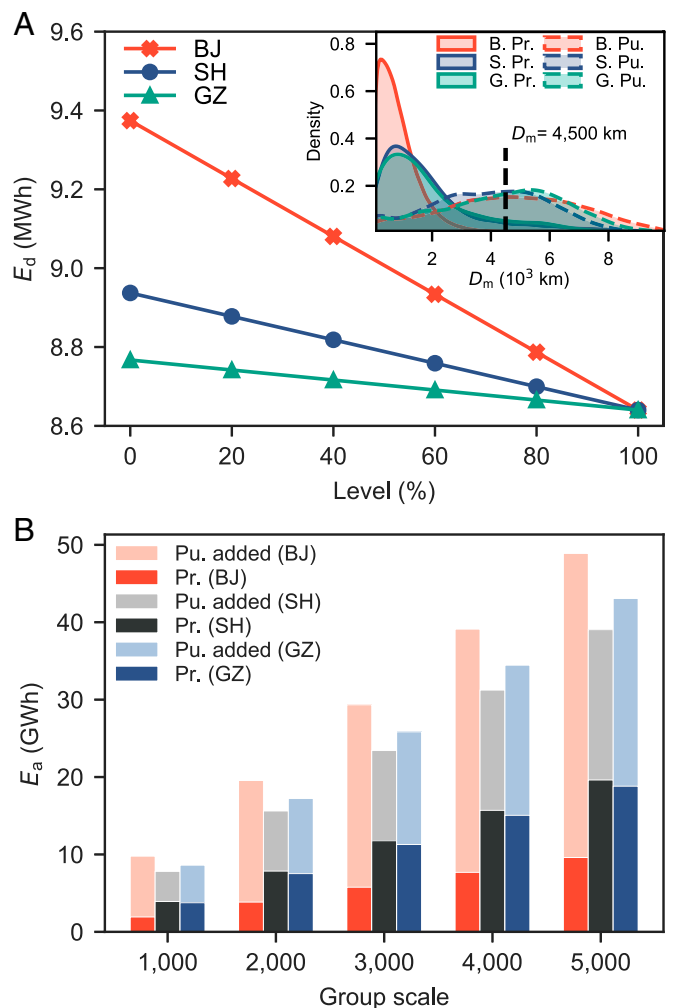 A
9.6
9.4
9.2
9.0
8.8
8.6
E_d (MWh)
BJ
SH
GZ
0.8
0.6
0.4
0.2
Density
B. Pr.
B. Pu.
S. Pr.
S. Pu.
G. Pr.
G. Pu.
D_m= 4,500 km
2 4 6 8
D_m (10³ km)
0 20 40 60 80 100
Level (%)
B
50
40
30
20
10
0
E_a (GWh)
Pu. added (BJ)
Pr. (BJ)
Pu. added (SH)
Pr. (SH)
Pu. added (GZ)
Pr. (GZ)
1,000 2,000 3,000 4,000 5,000
Group scale